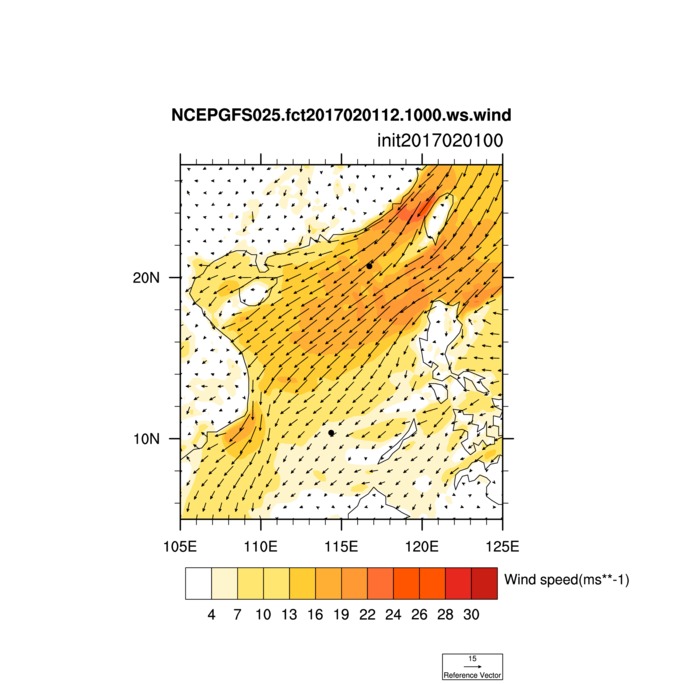 NCEPGFS025.fct2017020112.1000.ws.wind
init2017020100
20N
10N
105E 110E 115E 120E 125E
Wind speed(ms**-1)
4 7 10 13 16 19 22 24 26 28 30
15
Reference Vector